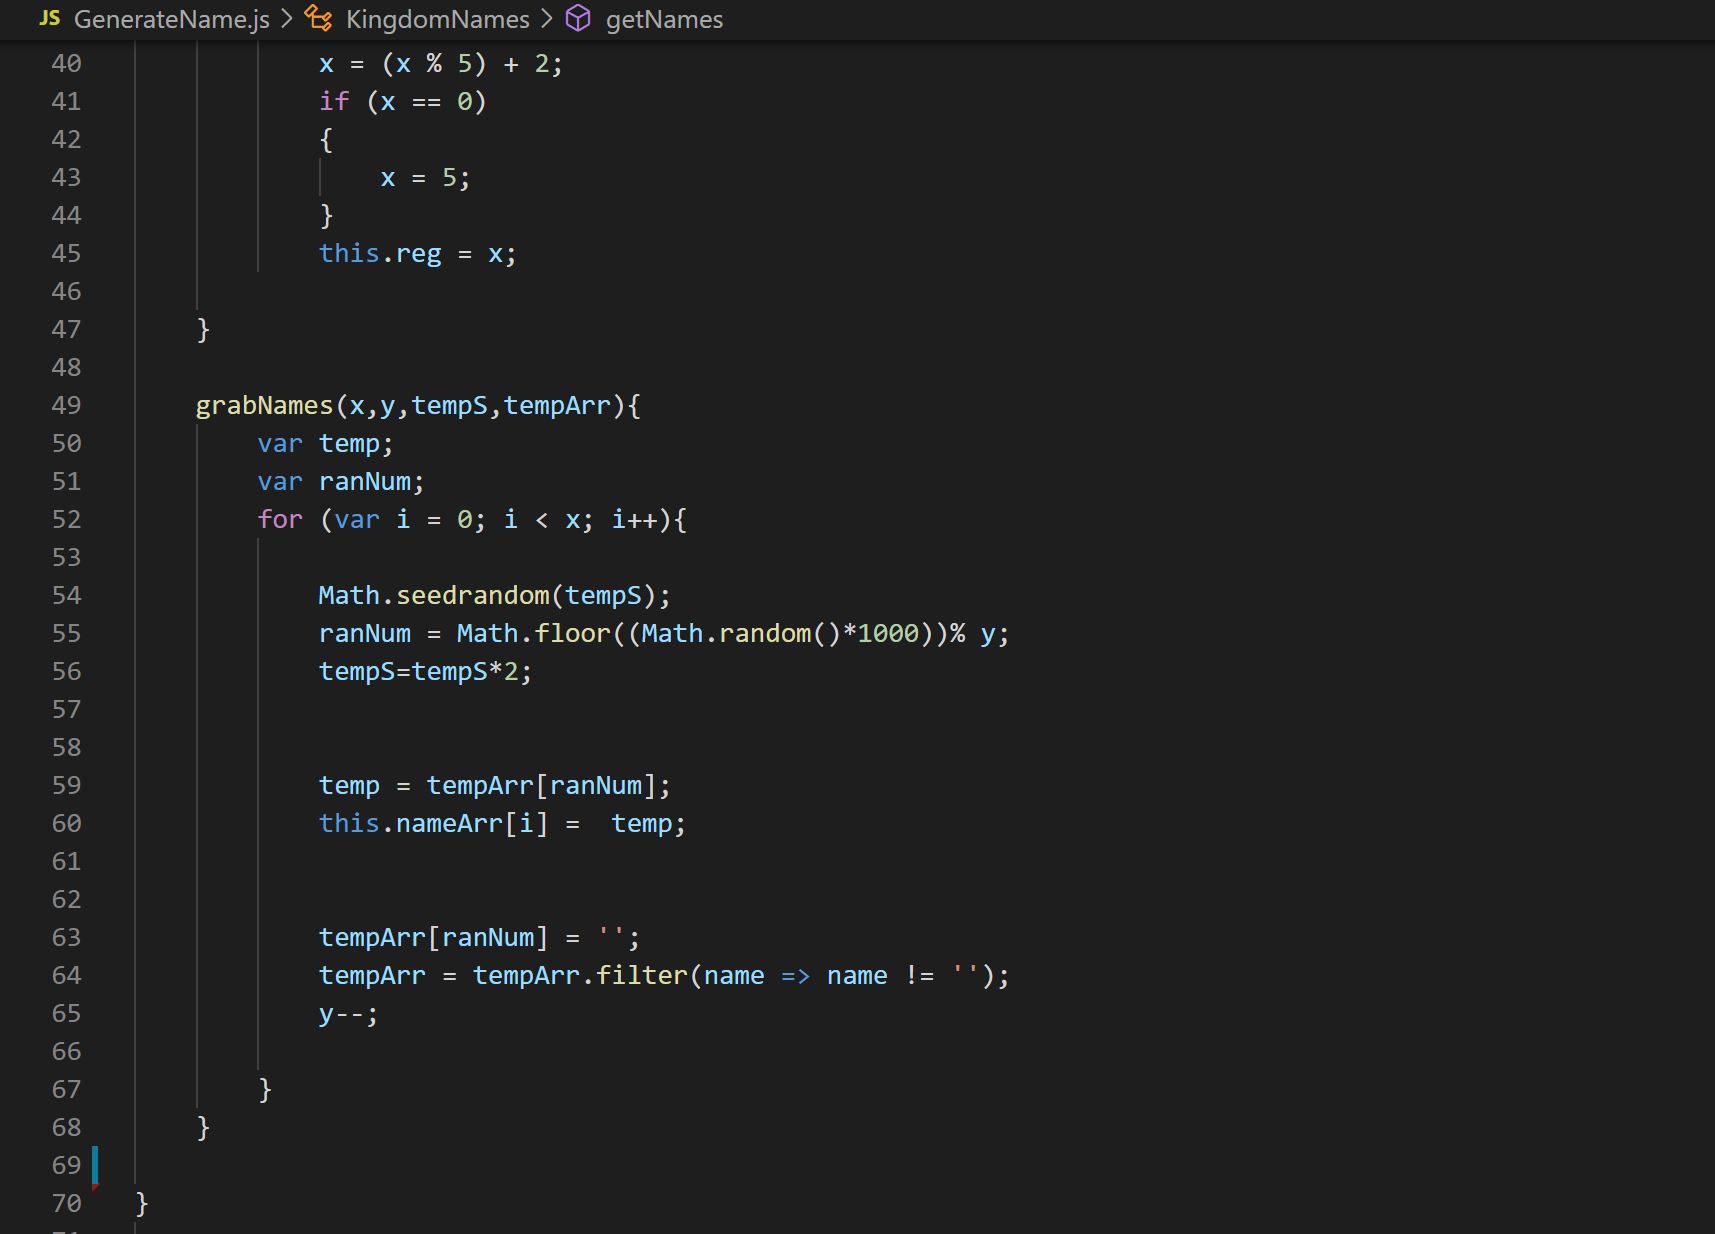 JS GenerateName.js > KingdomNames > getNames
40 x = (x % 5) + 2;
41 if (x == 0)
42 {
43 x = 5;
44 }
45 this.reg = x;
46
47 }
48
49 grabNames(x,y,tempS,tempArr){
50 var temp;
51 var ranNum;
52 for (var i = 0; i < x; i++){
53
54 Math.seedrandom(tempS);
55 ranNum = Math.floor((Math.random()*1000))% y;
56 tempS=tempS*2;
57
58
59 temp = tempArr[ranNum];
60 this.nameArr[i] =  temp;
61
62
63 tempArr[ranNum] = '';
64 tempArr = tempArr.filter(name => name != '');
65 y--;
66
67 }
68 }
69
70 }